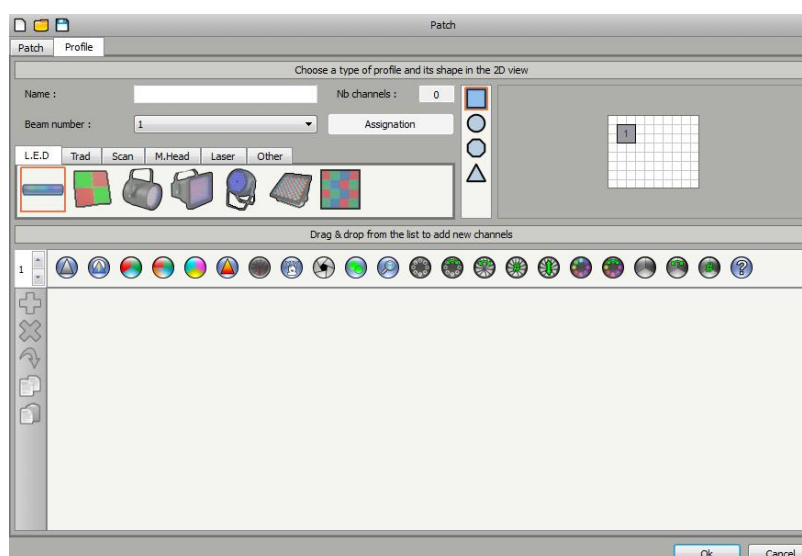 Patch
Patch Profile
Choose a type of profile and its shape in the 2D view
Name : Nb channels : 0
Beam number : 1 Assignation
1
L.E.D Trad Scan M.Head Laser Other
Drag & drop from the list to add new channels
1
Ok Cancel